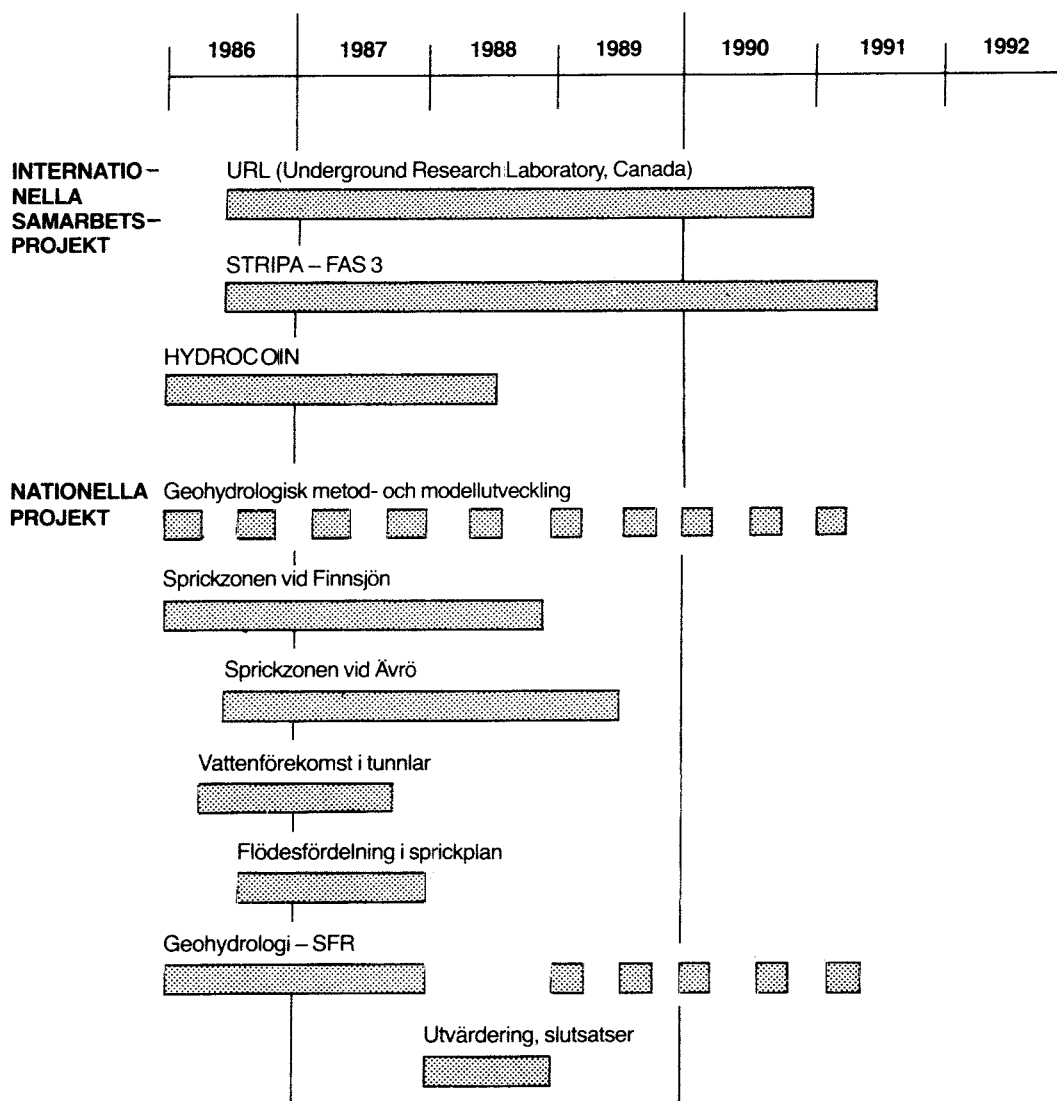 1986 1987 1988 1989 1990 1991 1992
INTERNATIO–
NELLA
SAMARBETS–
PROJEKT
URL (Underground Research Laboratory, Canada)
STRIPA – FAS 3
HYDROCOIN
NATIONELLA
PROJEKT
Geohydrologisk metod- och modellutveckling
Sprickzonen vid Finnsjön
Sprickzonen vid Ävrö
Vattenförekomst i tunnlar
Flödesfördelning i sprickplan
Geohydrologi – SFR
Utvärdering, slutsatser